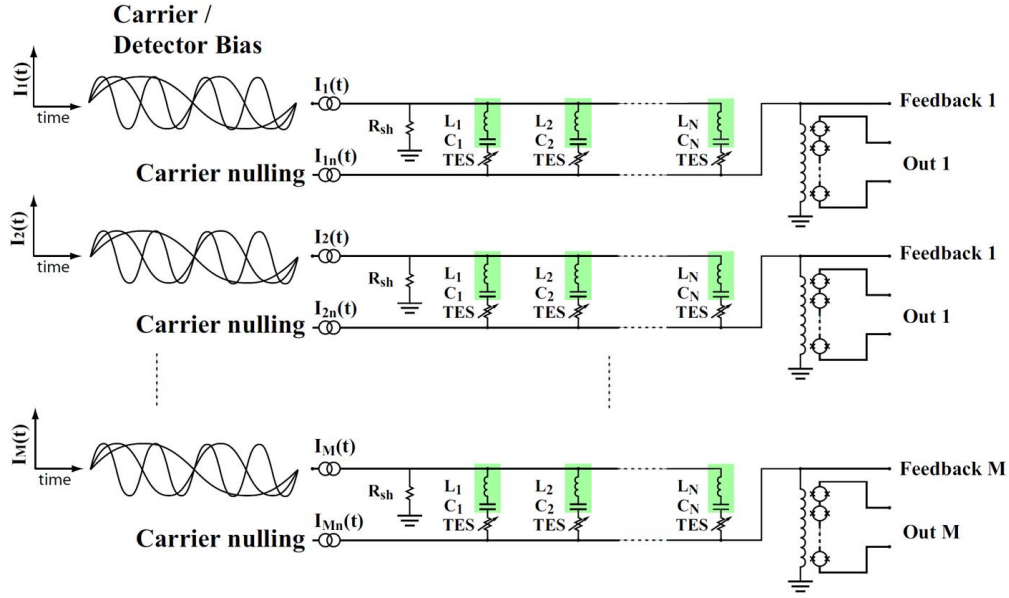 Carrier /
Detector Bias
I1(t)
time
I1(t)
Rsh
L1
C1
TES
L2
C2
TES
LN
CN
TES
Feedback 1
Out 1
I1n(t)
Carrier nulling
I2(t)
time
I2(t)
Rsh
L1
C1
TES
L2
C2
TES
LN
CN
TES
Feedback 1
Out 1
I2n(t)
Carrier nulling
IM(t)
time
IM(t)
Rsh
L1
C1
TES
L2
C2
TES
LN
CN
TES
Feedback M
Out M
IMn(t)
Carrier nulling